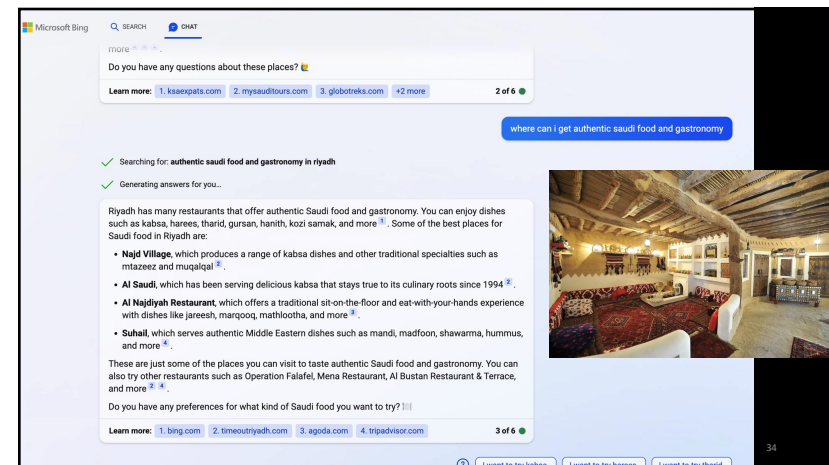 Microsoft Bing
SEARCH
CHAT
more
Do you have any questions about these places?
Learn more: 1. ksaexpats.com 2. mysauditours.com 3. globotreks.com +2 more 2 of 6
where can i get authentic saudi food and gastronomy
Searching for: authentic saudi food and gastronomy in riyadh
Generating answers for you…
Riyadh has many restaurants that offer authentic Saudi food and gastronomy. You can enjoy dishes
such as kabsa, harees, tharid, gursan, hanith, kozi samak, and more 1 . Some of the best places for
Saudi food in Riyadh are:
• Najd Village, which produces a range of kabsa dishes and other traditional specialties such as
mtazeez and muqalqal 2 .
• Al Saudi, which has been serving delicious kabsa that stays true to its culinary roots since 1994 2 .
• Al Najdiyah Restaurant, which offers a traditional sit-on-the-floor and eat-with-your-hands experience
with dishes like jareesh, marqooq, mathlootha, and more 3 .
• Suhail, which serves authentic Middle Eastern dishes such as mandi, madfoon, shawarma, hummus,
and more 4 .
These are just some of the places you can visit to taste authentic Saudi food and gastronomy. You can
also try other restaurants such as Operation Falafel, Mena Restaurant, Al Bustan Restaurant & Terrace,
and more 2 4 .
Do you have any preferences for what kind of Saudi food you want to try?
Learn more: 1. bing.com 2. timeoutriyadh.com 3. agoda.com 4. tripadvisor.com 3 of 6
34
I want to try I want to try I want to try